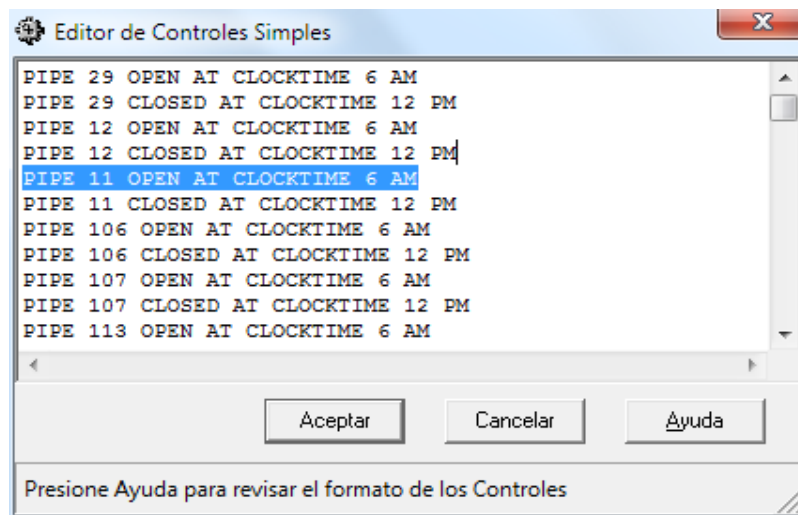 Editor de Controles Simples
PIPE 29 OPEN AT CLOCKTIME 6 AM
PIPE 29 CLOSED AT CLOCKTIME 12 PM
PIPE 12 OPEN AT CLOCKTIME 6 AM
PIPE 12 CLOSED AT CLOCKTIME 12 PM
PIPE 11 OPEN AT CLOCKTIME 6 AM
PIPE 11 CLOSED AT CLOCKTIME 12 PM
PIPE 106 OPEN AT CLOCKTIME 6 AM
PIPE 106 CLOSED AT CLOCKTIME 12 PM
PIPE 107 OPEN AT CLOCKTIME 6 AM
PIPE 107 CLOSED AT CLOCKTIME 12 PM
PIPE 113 OPEN AT CLOCKTIME 6 AM
Aceptar Cancelar Ayuda
Presione Ayuda para revisar el formato de los Controles